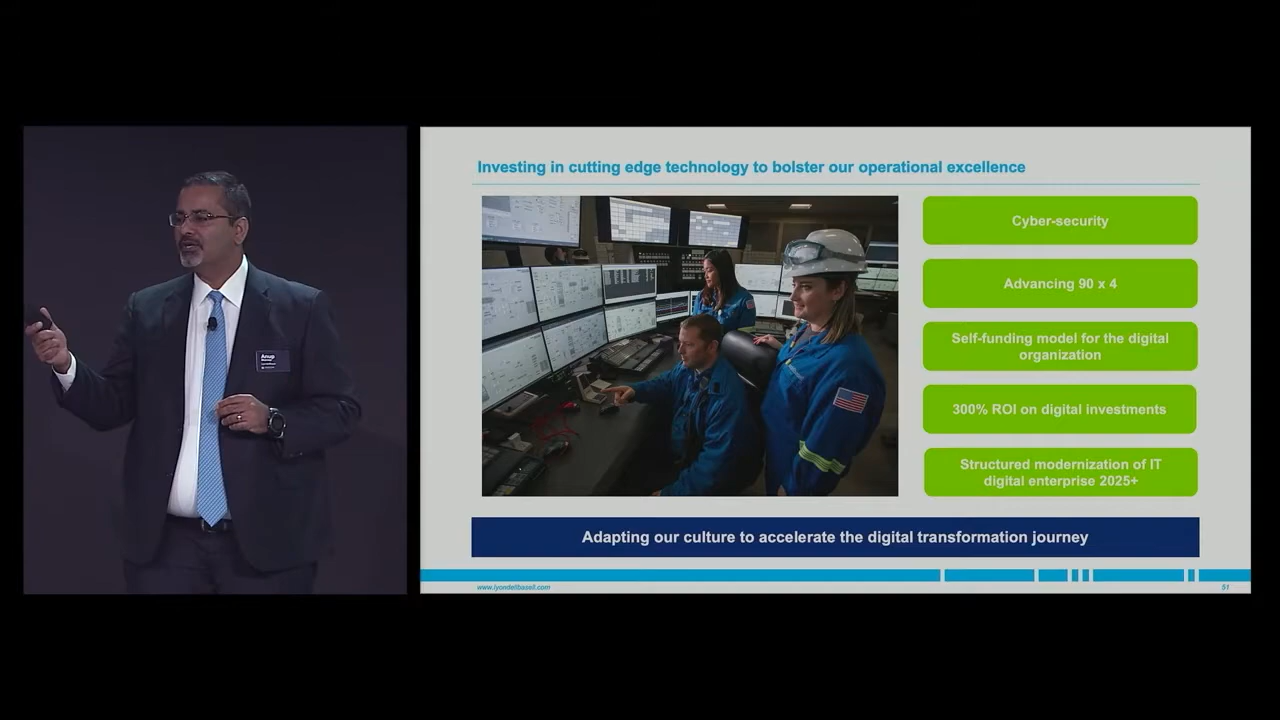 Anup
Investing in cutting edge technology to bolster our operational excellence
Cyber-security
Advancing 90 x 4
Self-funding model for the digital
organization
300% ROI on digital investments
Structured modernization of IT
digital enterprise 2025+
Adapting our culture to accelerate the digital transformation journey
www.lyondellbasell.com
51